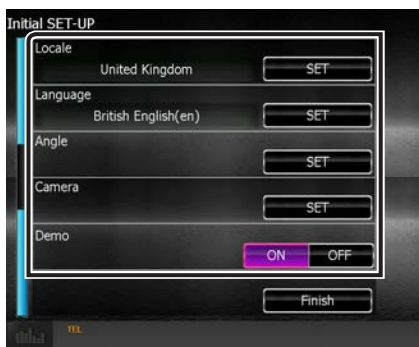 Initial SET-UP
Locale
United Kingdom SET
Language
British English(en) SET
Angle
SET
Camera
SET
Demo
ON OFF
Finish
TEL